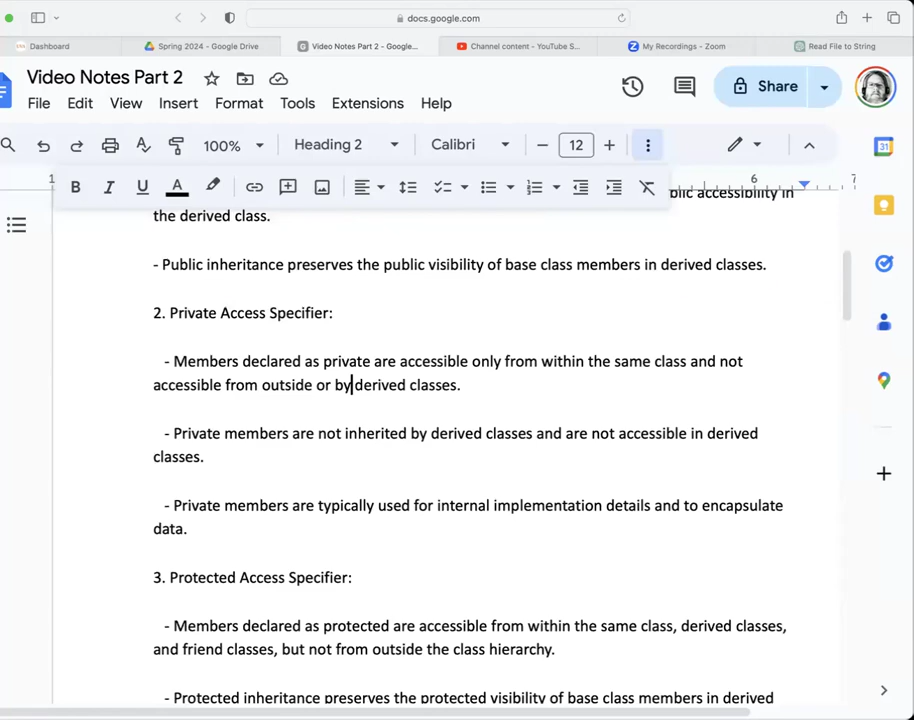 docs.google.com
Dashboard
Spring 2024 - Google Drive
Video Notes Part 2 - Google...
Channel content - YouTube S...
My Recordings - Zoom
Read File to String
Video Notes Part 2
Share
File Edit View Insert Format Tools Extensions Help
100% Heading 2 Calibri 12
B I U A
1 6 7
blic accessibility in
the derived class.
- Public inheritance preserves the public visibility of base class members in derived classes.
2. Private Access Specifier:
- Members declared as private are accessible only from within the same class and not
accessible from outside or by derived classes.
- Private members are not inherited by derived classes and are not accessible in derived
classes.
- Private members are typically used for internal implementation details and to encapsulate
data.
3. Protected Access Specifier:
- Members declared as protected are accessible from within the same class, derived classes,
and friend classes, but not from outside the class hierarchy.
- Protected inheritance preserves the protected visibility of base class members in derived